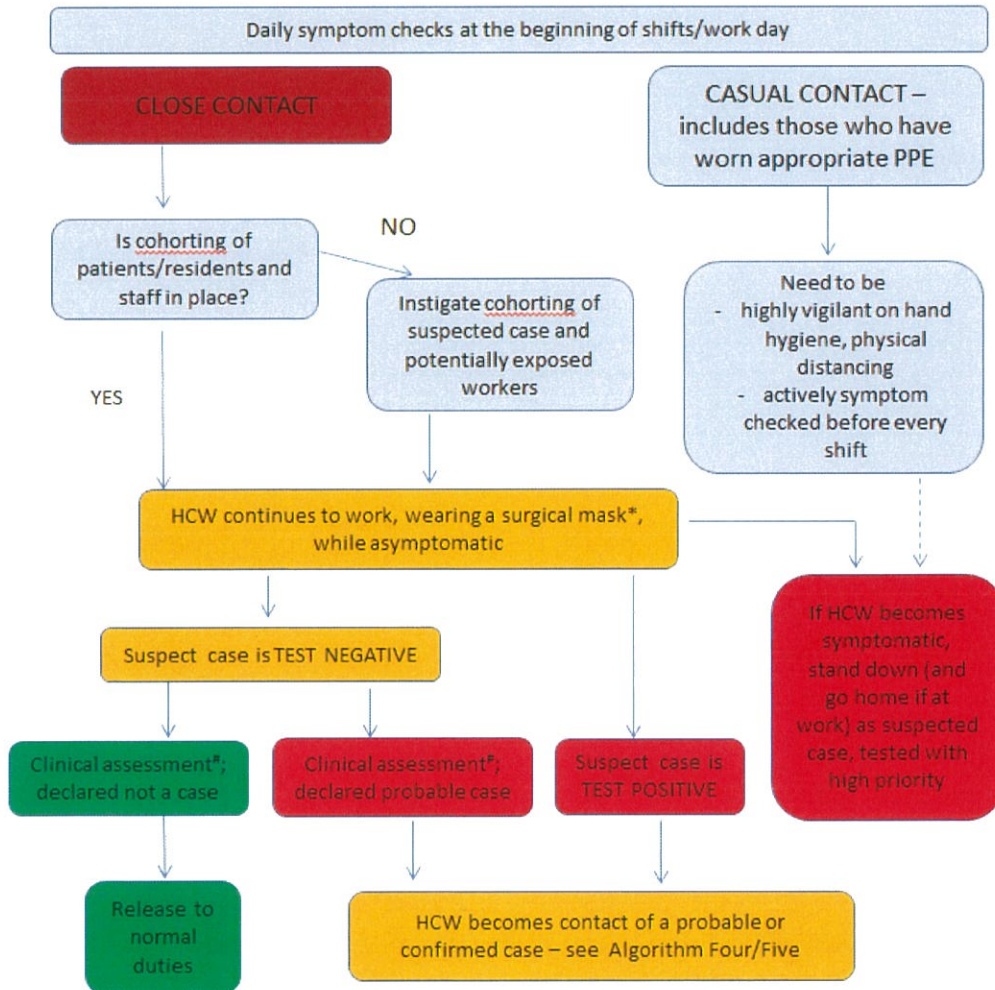 Daily symptom checks at the beginning of shifts/work day
CLOSE CONTACT
CASUAL CONTACT –
includes those who have
worn appropriate PPE
Is cohorting of
patients/residents and
staff in place?
NO
Instigate cohorting of
suspected case and
potentially exposed
workers
Need to be
- highly vigilant on hand
hygiene, physical
distancing
- actively symptom
checked before every
shift
YES
HCW continues to work, wearing a surgical mask*,
while asymptomatic
If HCW becomes
symptomatic,
stand down (and
go home if at
work) as suspected
case, tested with
high priority
Suspect case is TEST NEGATIVE
Clinical assessment#;
declared not a case
Clinical assessment#;
declared probable case
Suspect case is
TEST POSITIVE
Release to
normal
duties
HCW becomes contact of a probable or
confirmed case – see Algorithm Four/Five